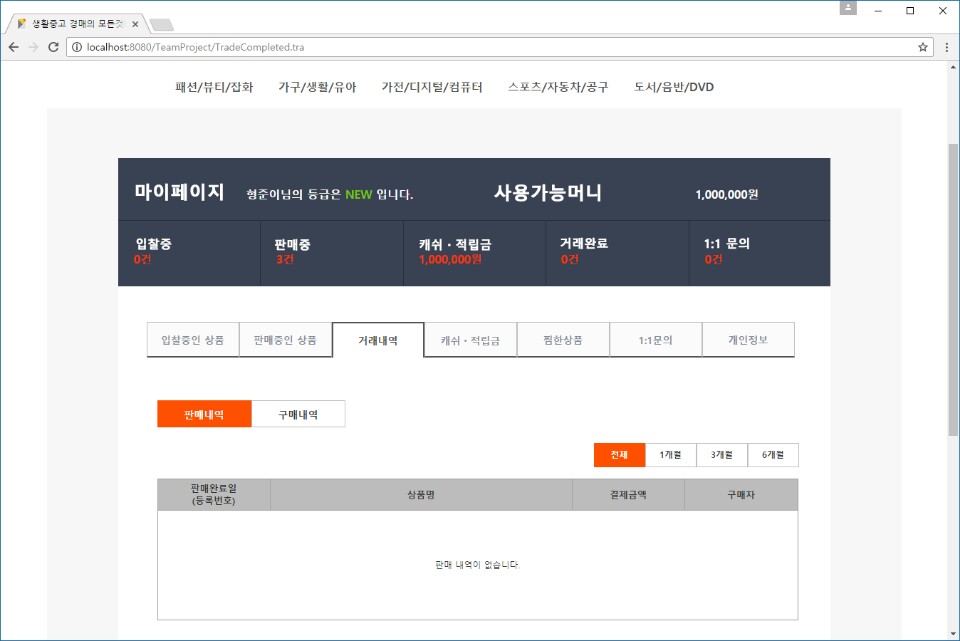 생활중고 경매의 모든것
localhost:8080/TeamProject/TradeCompleted.tra
패션/뷰티/잡화 가구/생활/유아 가전/디지털/컴퓨터 스포츠/자동차/공구 도서/음반/DVD
마이페이지 형준이님의 등급은 NEW 입니다. 사용가능머니 1,000,000원
입찰중 판매중 캐쉬·적립금 거래완료 1:1 문의
0건 3건 1,000,000원 0건 0건
입찰중인 상품 판매중인 상품 거래내역 캐쉬·적립금 찜한상품 1:1문의 개인정보
판매내역 구매내역
전체 1개월 3개월 6개월
판매완료일
(등록번호) 상품명 결제금액 구매자
판매 내역이 없습니다.